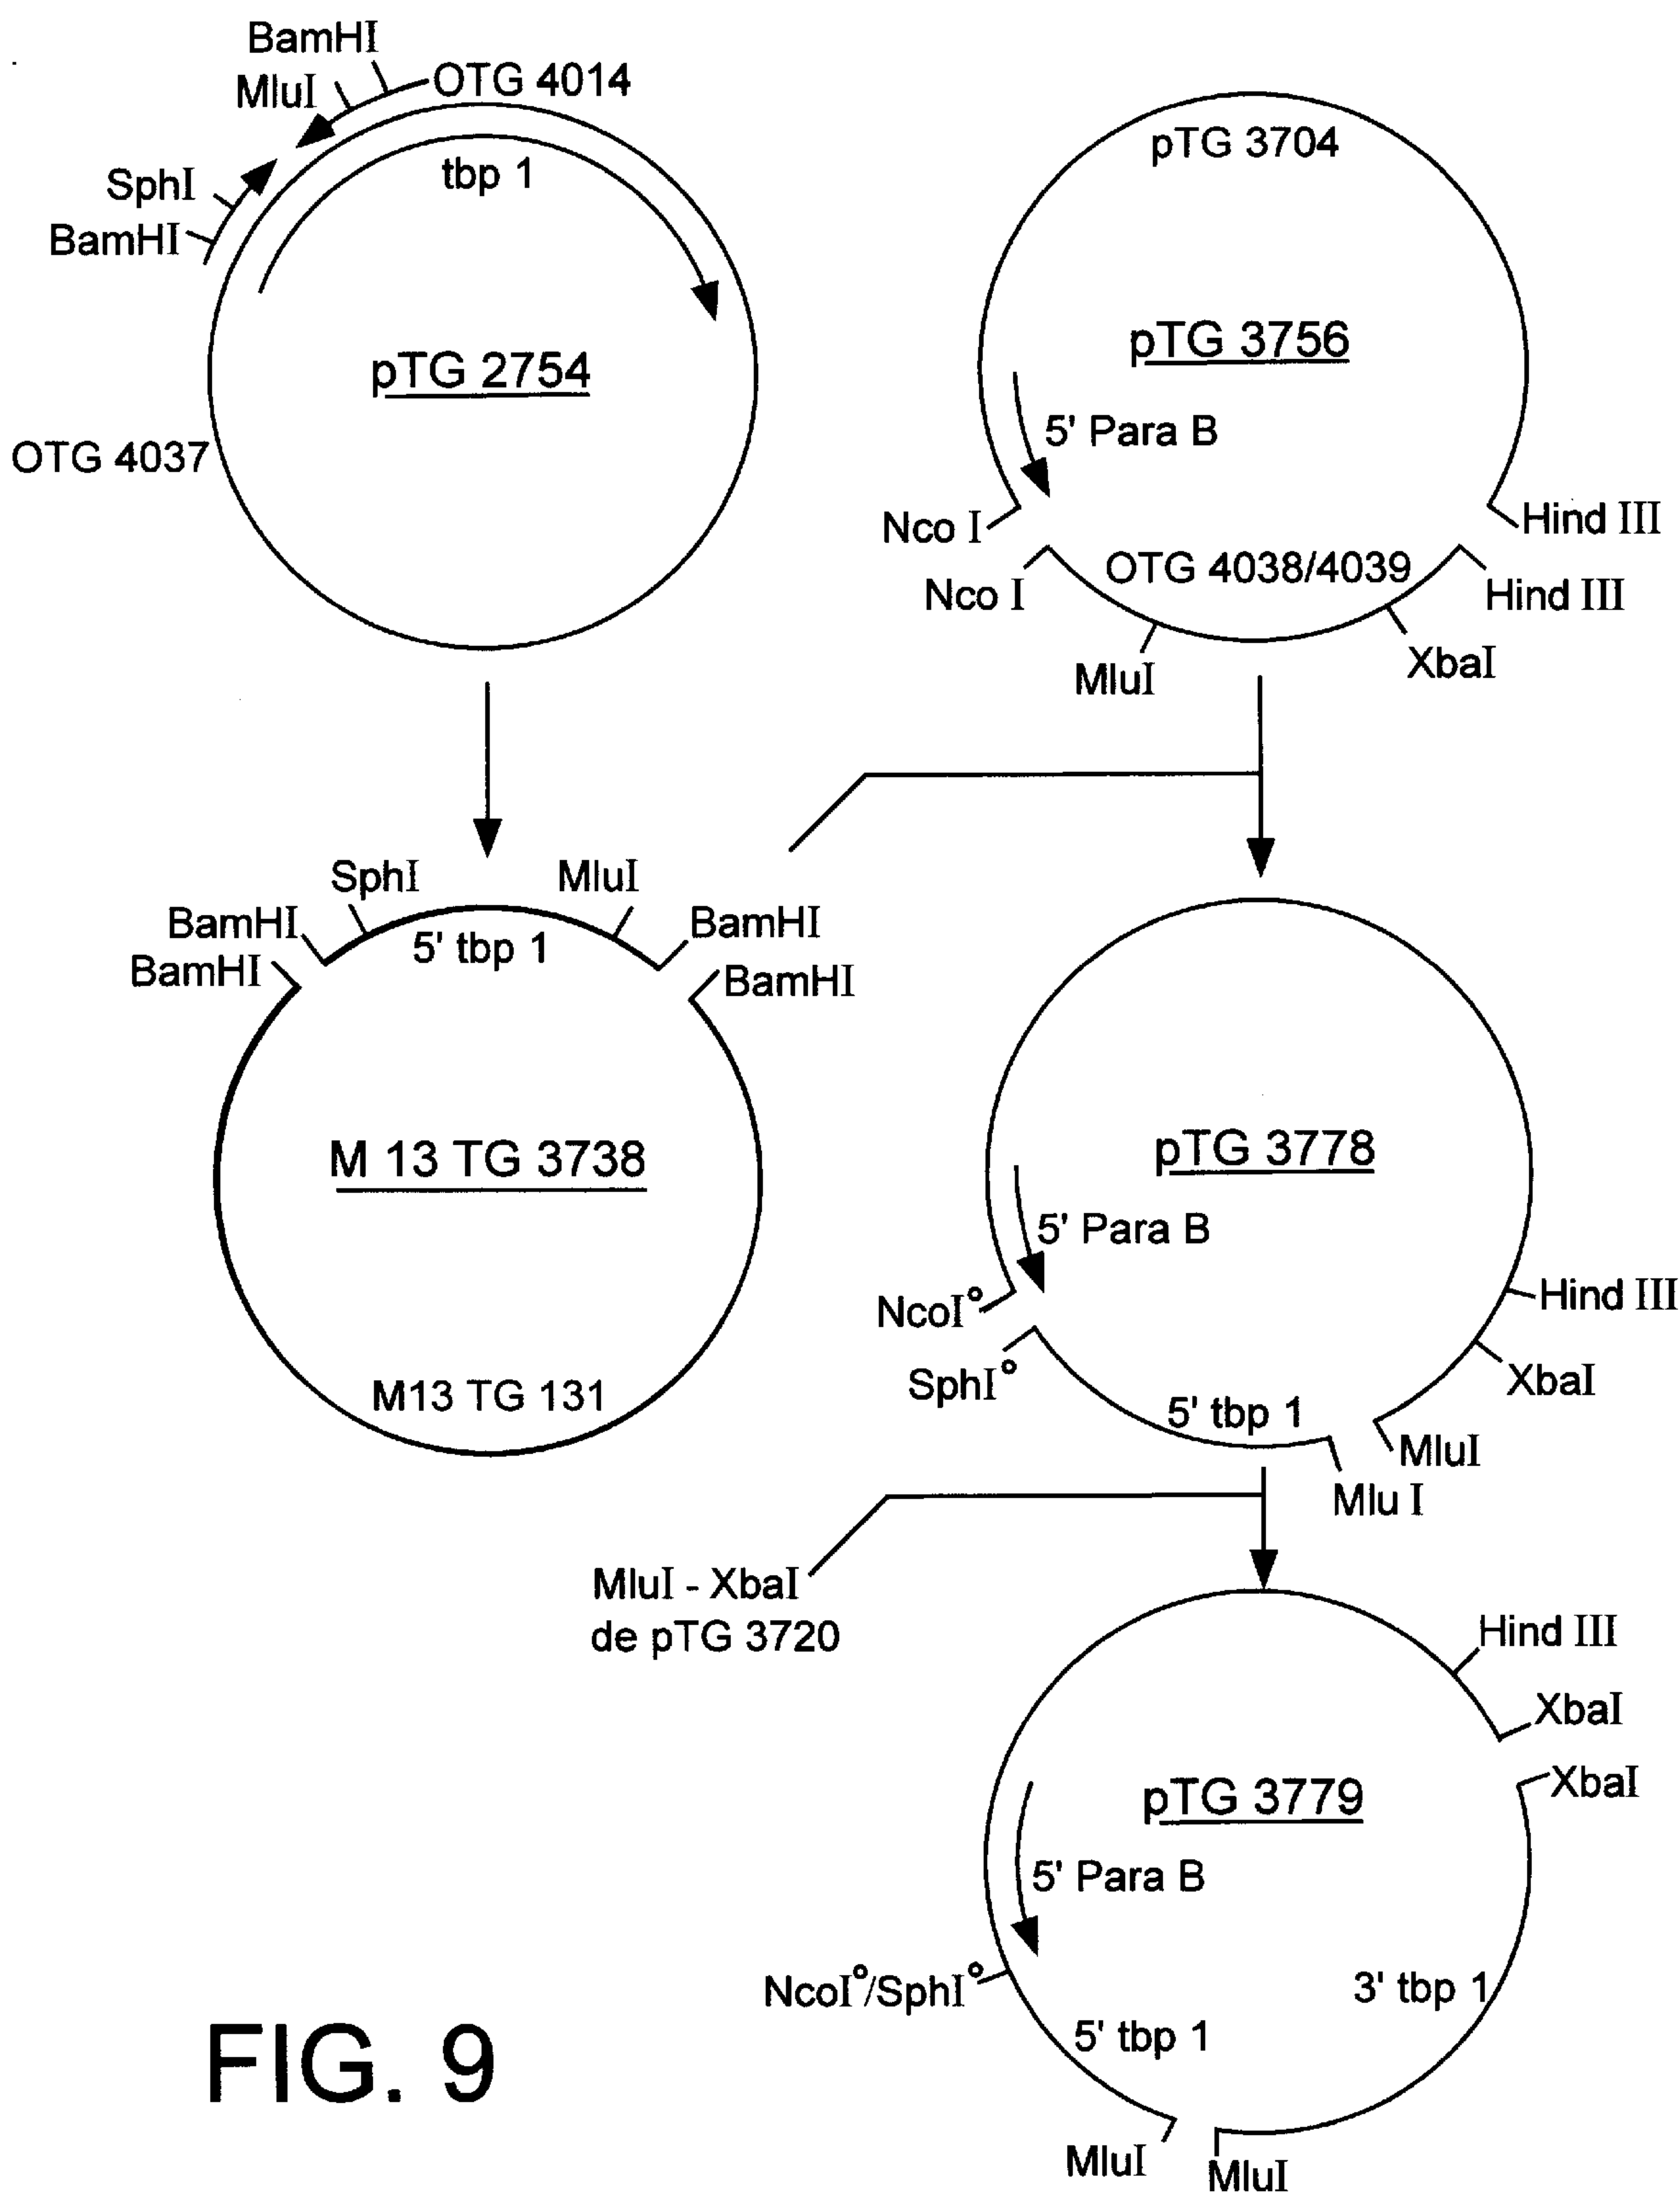 BamHI
MluI
OTG 4014
SphI
BamHI
tbp 1
pTG 2754
OTG 4037
pTG 3704
pTG 3756
5' Para B
Nco I
Hind III
Nco I
OTG 4038/4039
Hind III
MluI
XbaI
SphI
MluI
BamHI
5' tbp 1
BamHI
BamHI
BamHI
M 13 TG 3738
M13 TG 131
pTG 3778
5' Para B
NcoI°
Hind III
SphI°
XbaI
5' tbp 1
MluI
Mlu I
MluI - XbaI
de pTG 3720
Hind III
XbaI
XbaI
pTG 3779
5' Para B
NcoI°/SphI°
3' tbp 1
5' tbp 1
MluI
MluI
FIG. 9